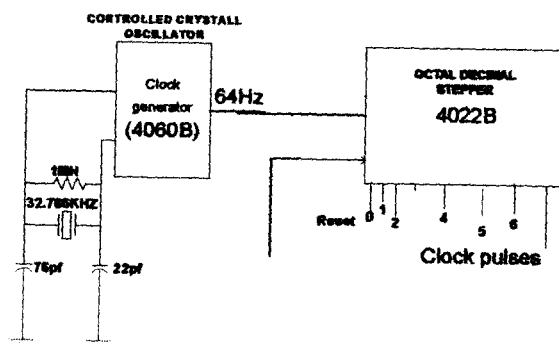 CONTROLLED CRYSTALL
OSCILLATOR
Clock
generator
(4060B)
64Hz
OCTAL DECIMAL
STEPPER
4022B
32.768KHZ
75pf
22pf
Reset
0
1
2
4
5
6
Clock pulses